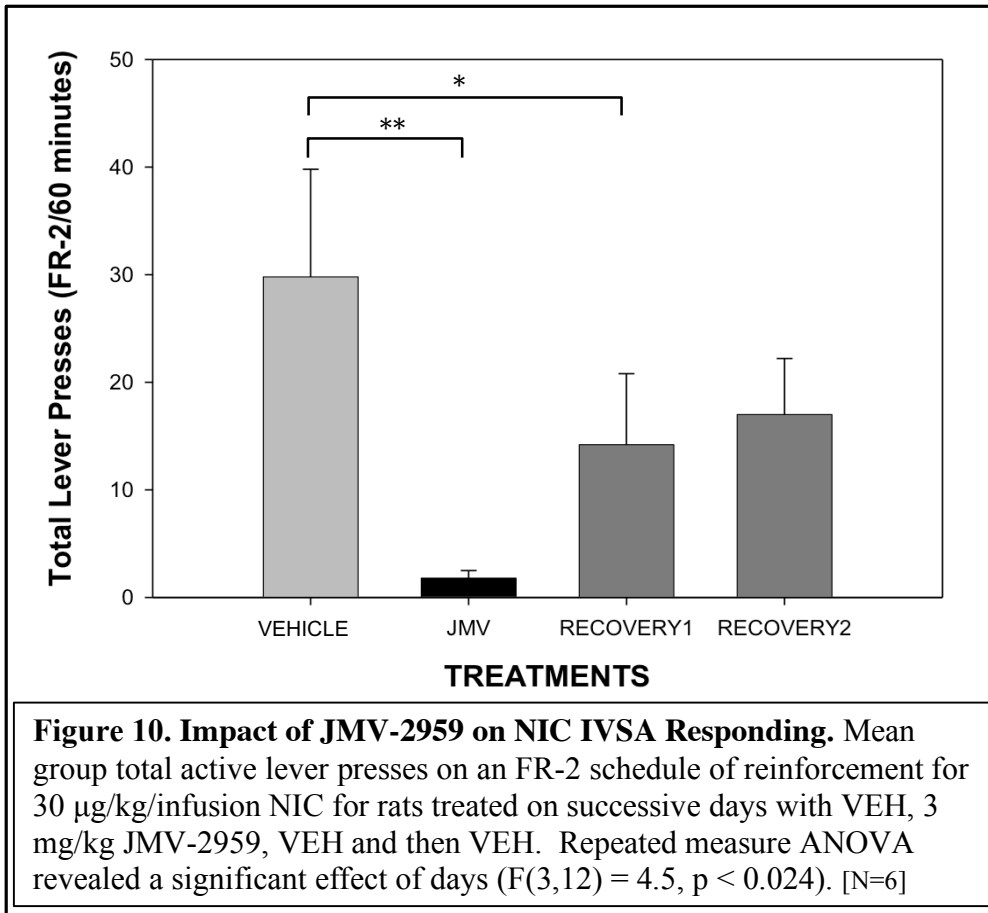 Total Lever Presses (FR-2/60 minutes)
50
40
30
20
10
0
*
**
VEHICLE JMV RECOVERY1 RECOVERY2
TREATMENTS
Figure 10. Impact of JMV-2959 on NIC IVSA Responding. Mean
group total active lever presses on an FR-2 schedule of reinforcement for
30 μg/kg/infusion NIC for rats treated on successive days with VEH, 3
mg/kg JMV-2959, VEH and then VEH. Repeated measure ANOVA
revealed a significant effect of days (F(3,12) = 4.5, p < 0.024). [N=6]